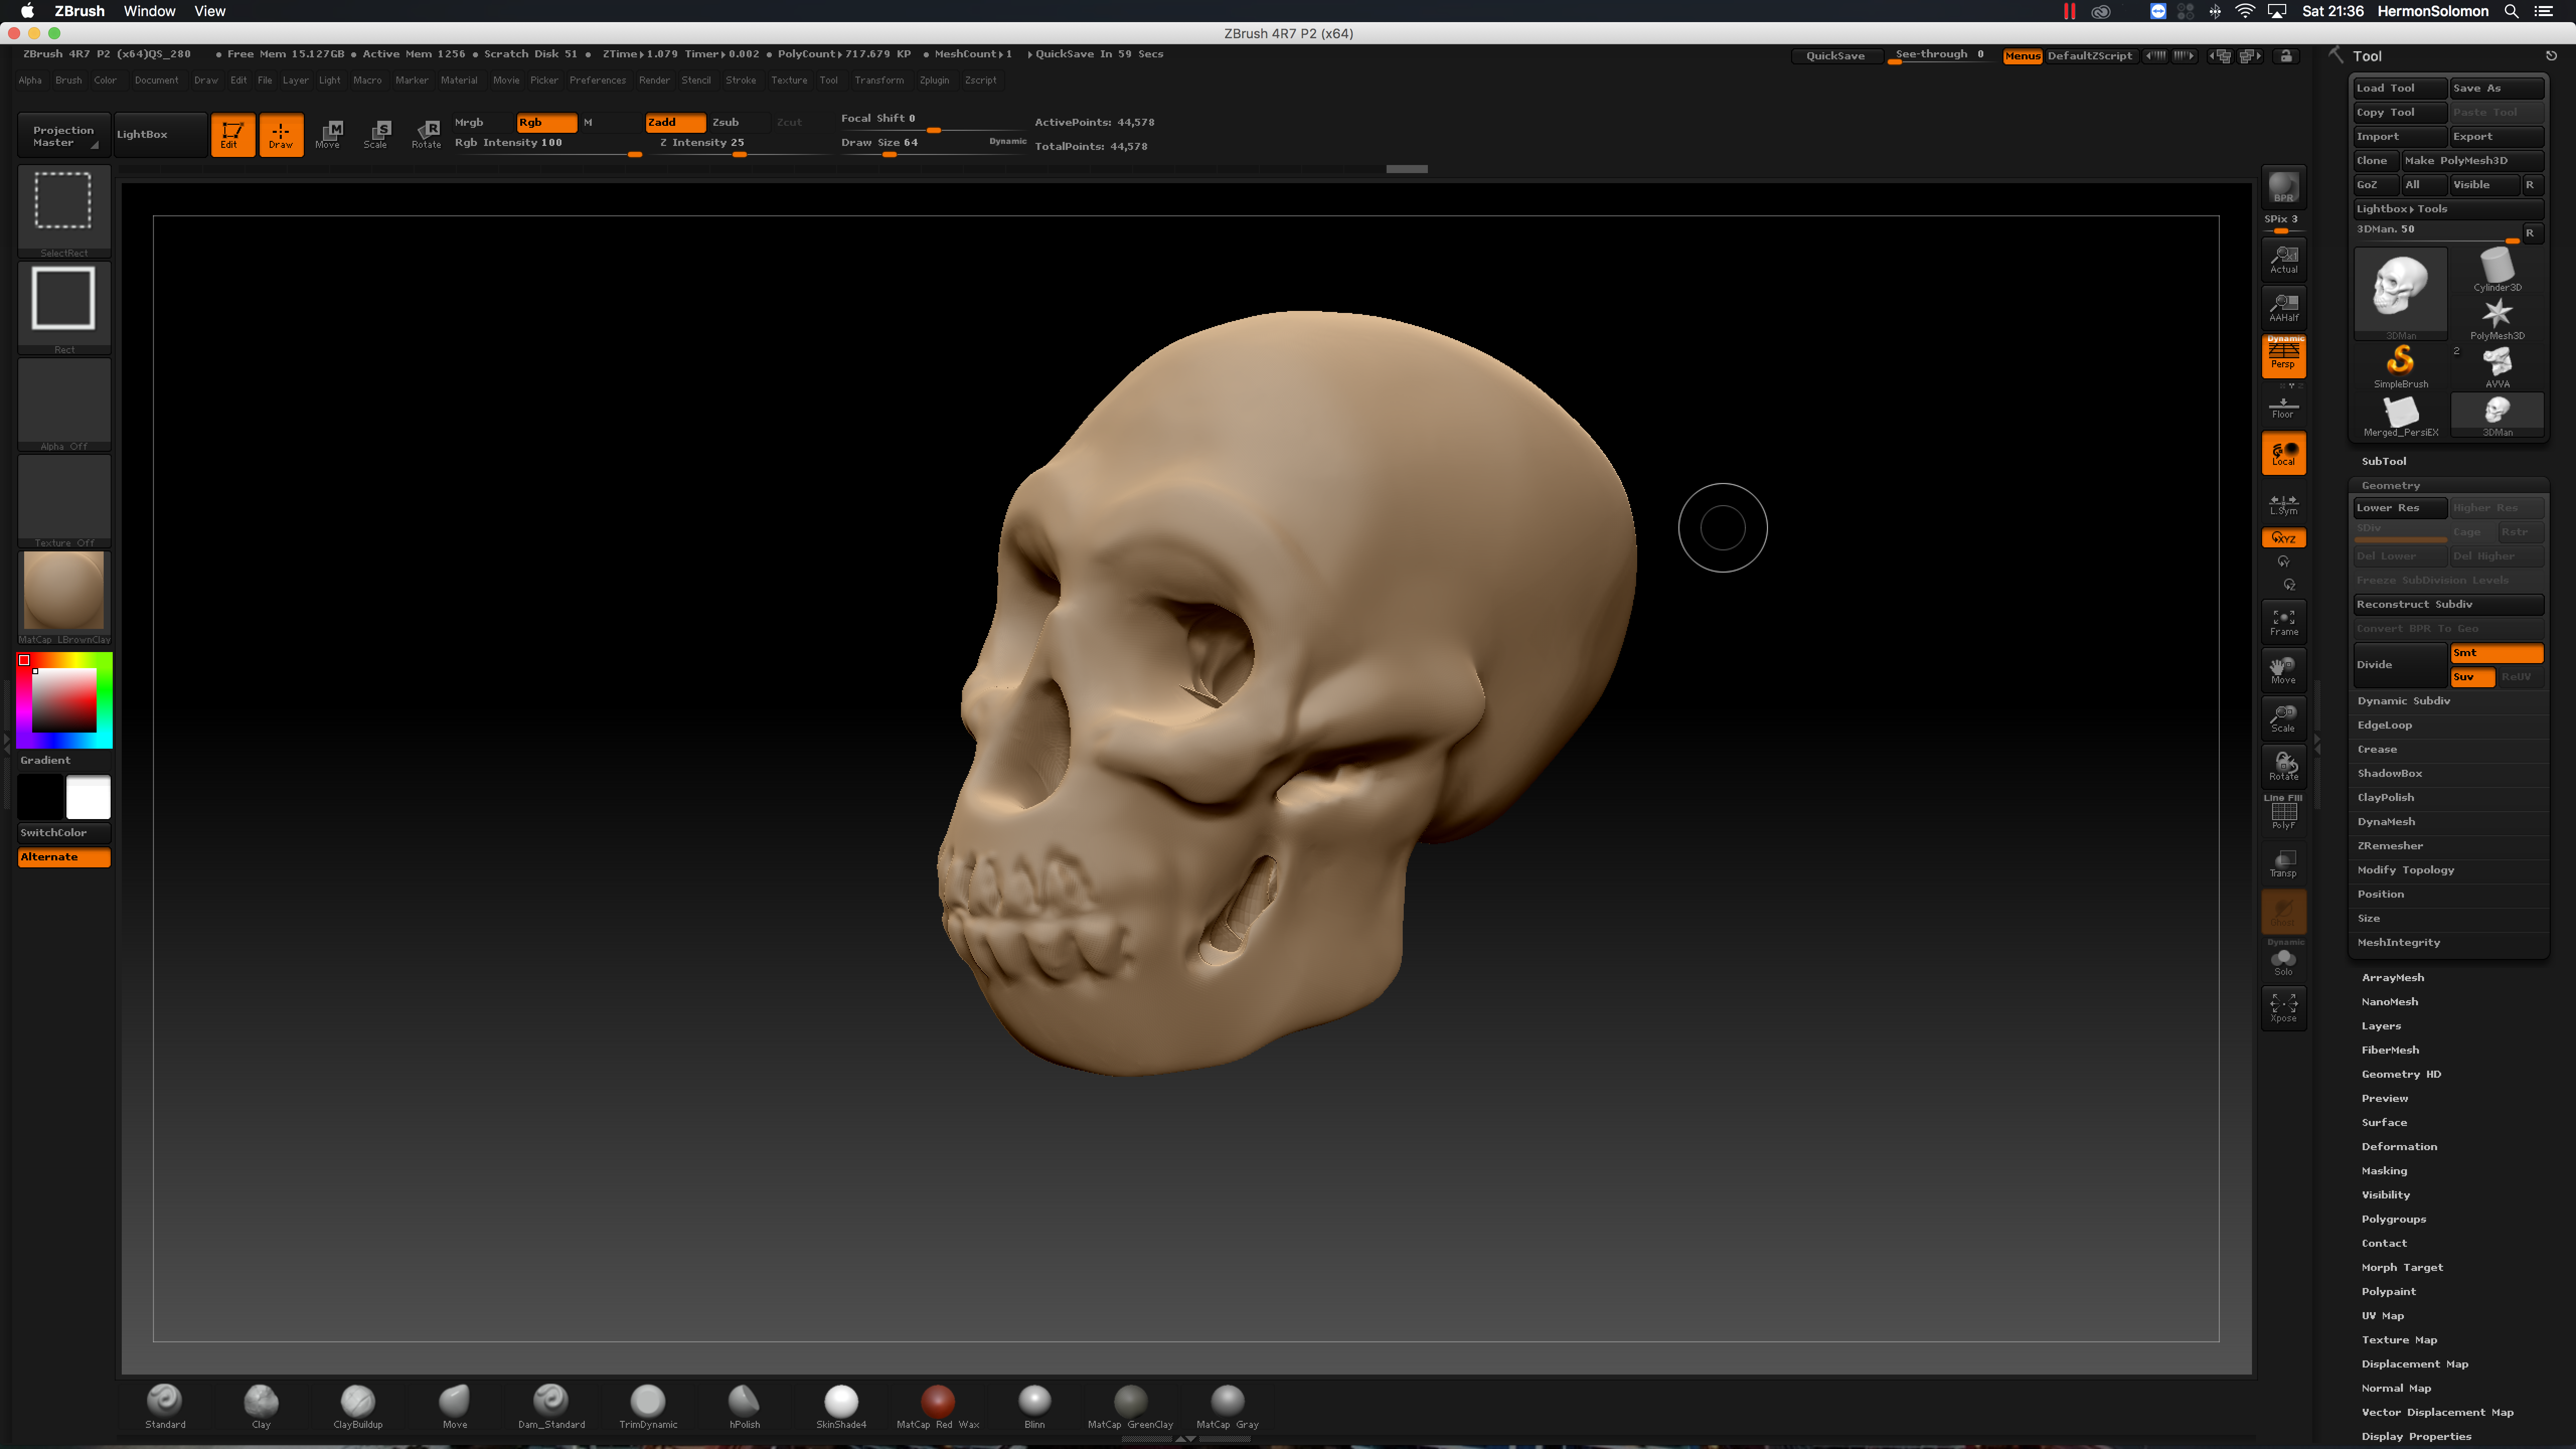 ZBrush Window View Sat 21:36 HermonSolomon
ZBrush 4R7 P2 (x64)
ZBrush 4R7 P2 (x64)QS_280 • Free Mem 15.127GB • Active Mem 1256 • Scratch Disk 51 • ZTime▸1.079 Timer▸0.002 • PolyCount▸717.679 KP • MeshCount▸1 ▸QuickSave In 59 Secs QuickSave See-through 0 Menus DefaultZScript
Alpha Brush Color Document Draw Edit File Layer Light Macro Marker Material Movie Picker Preferences Render Stencil Stroke Texture Tool Transform Zplugin Zscript
Projection Master
LightBox
Edit
Draw
Move
Scale
Rotate
Mrgb Rgb M Zadd Zsub Zcut
Rgb Intensity 100 Z Intensity 25
Focal Shift 0
Draw Size 64 Dynamic
ActivePoints: 44,578
TotalPoints: 44,578
SelectRect
Rect
Alpha Off
Texture Off
MatCap LBrownClay
Gradient
SwitchColor
Alternate
BPR
SPix 3
Actual
AAHalf
Dynamic
Persp
Floor
Local
L.Sym
XYZ
Y
Z
Frame
Move
Scale
Rotate
Line Fill
PolyF
Transp
Ghost
Dynamic
Solo
Xpose
Tool
Load Tool Save As
Copy Tool Paste Tool
Import Export
Clone Make PolyMesh3D
GoZ All Visible R
Lightbox▸Tools
3DMan. 50 R
3DMan
Cylinder3D
PolyMesh3D
SimpleBrush
2
AVVA
Merged_PersiEX
3DMan
SubTool
Geometry
Lower Res Higher Res
SDiv Cage Rstr
Del Lower Del Higher
Freeze SubDivision Levels
Reconstruct Subdiv
Convert BPR To Geo
Divide Smt
Suv ReUV
Dynamic Subdiv
EdgeLoop
Crease
ShadowBox
ClayPolish
DynaMesh
ZRemesher
Modify Topology
Position
Size
MeshIntegrity
ArrayMesh
NanoMesh
Layers
FiberMesh
Geometry HD
Preview
Surface
Deformation
Masking
Visibility
Polygroups
Contact
Morph Target
Polypaint
UV Map
Texture Map
Displacement Map
Normal Map
Vector Displacement Map
Display Properties
Standard Clay ClayBuildup Move Dam_Standard TrimDynamic hPolish SkinShade4 MatCap Red Wax Blinn MatCap GreenClay MatCap Gray